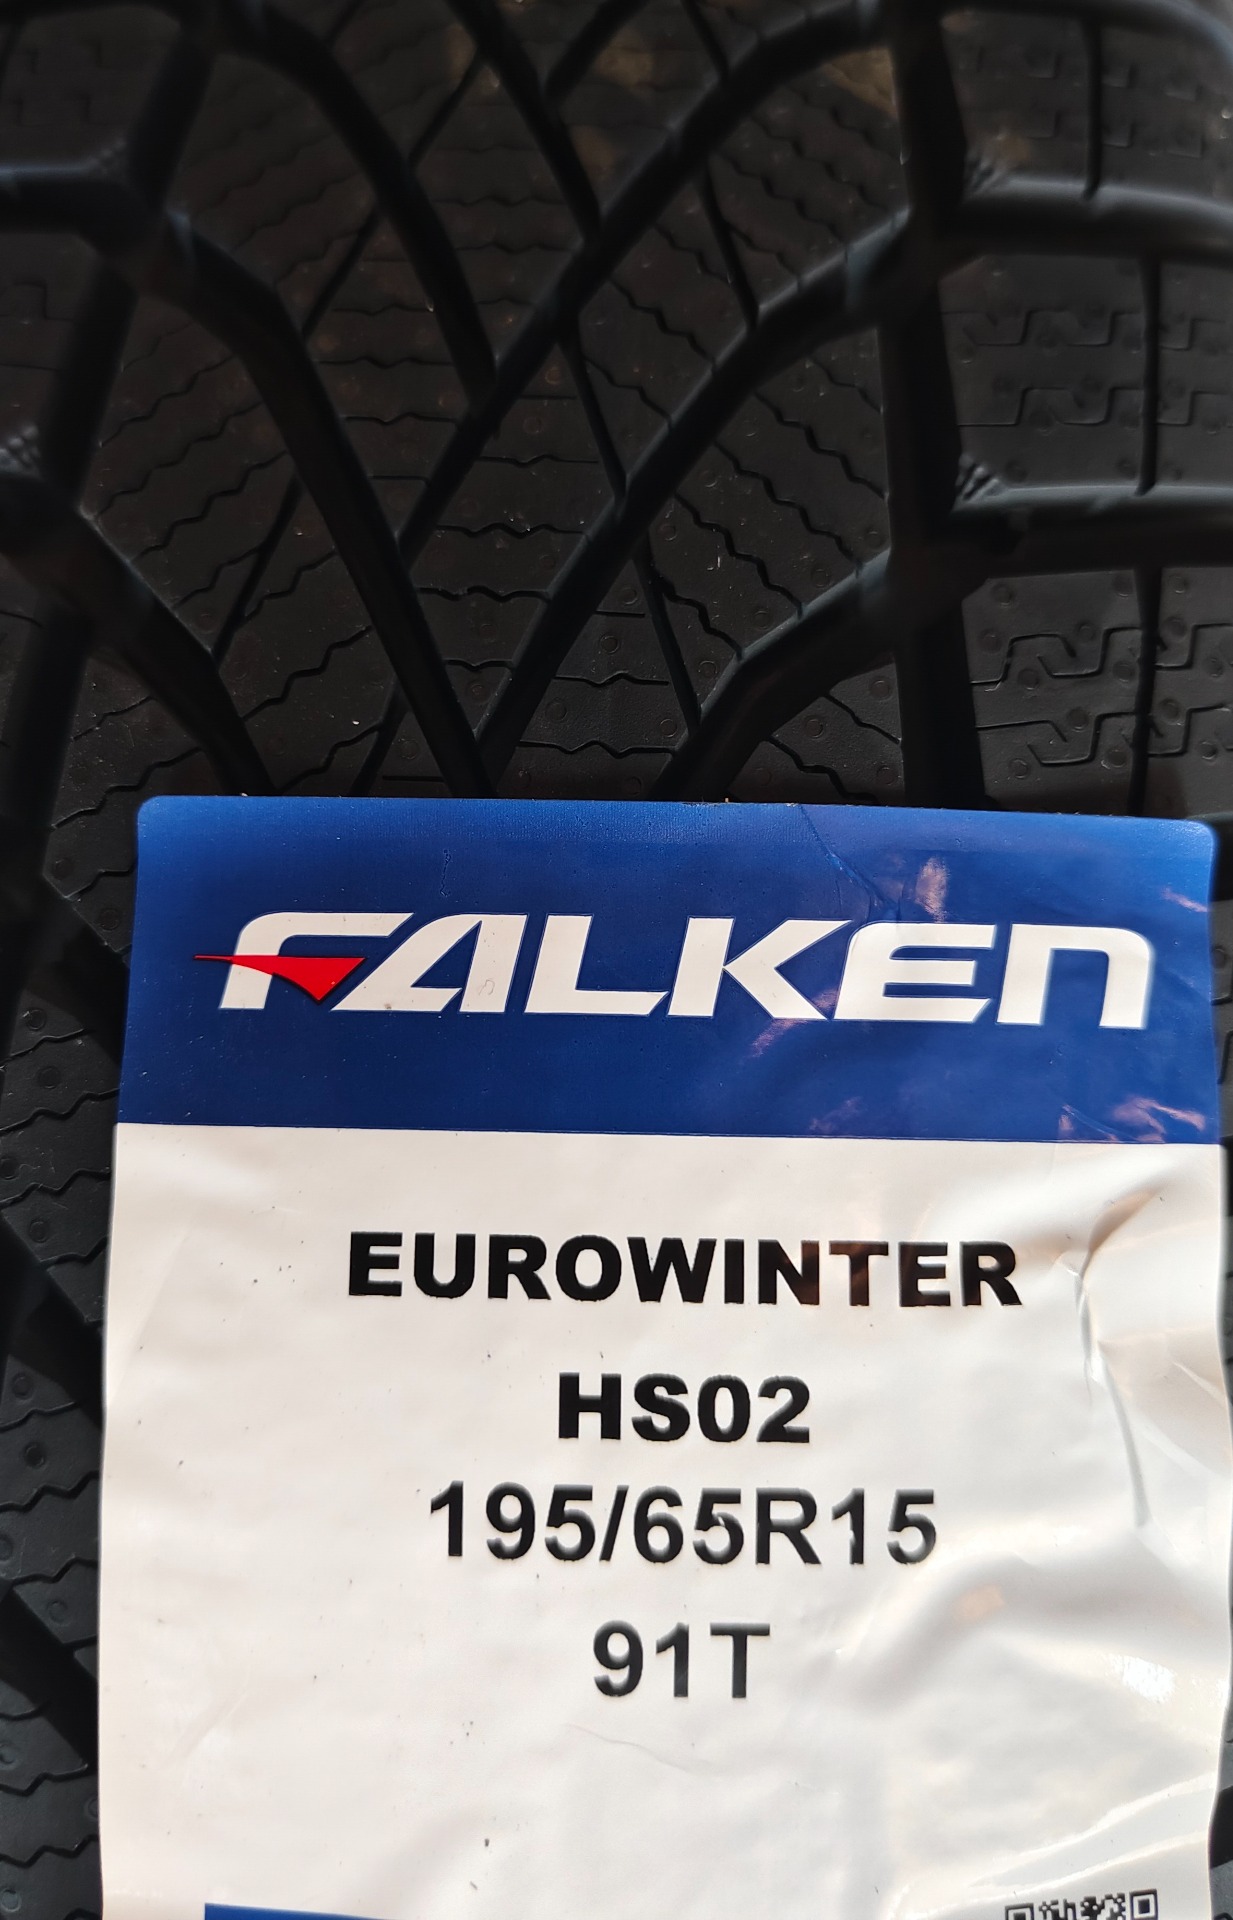 FALKEN
EUROWINTER
HS02
195/65R15
91T